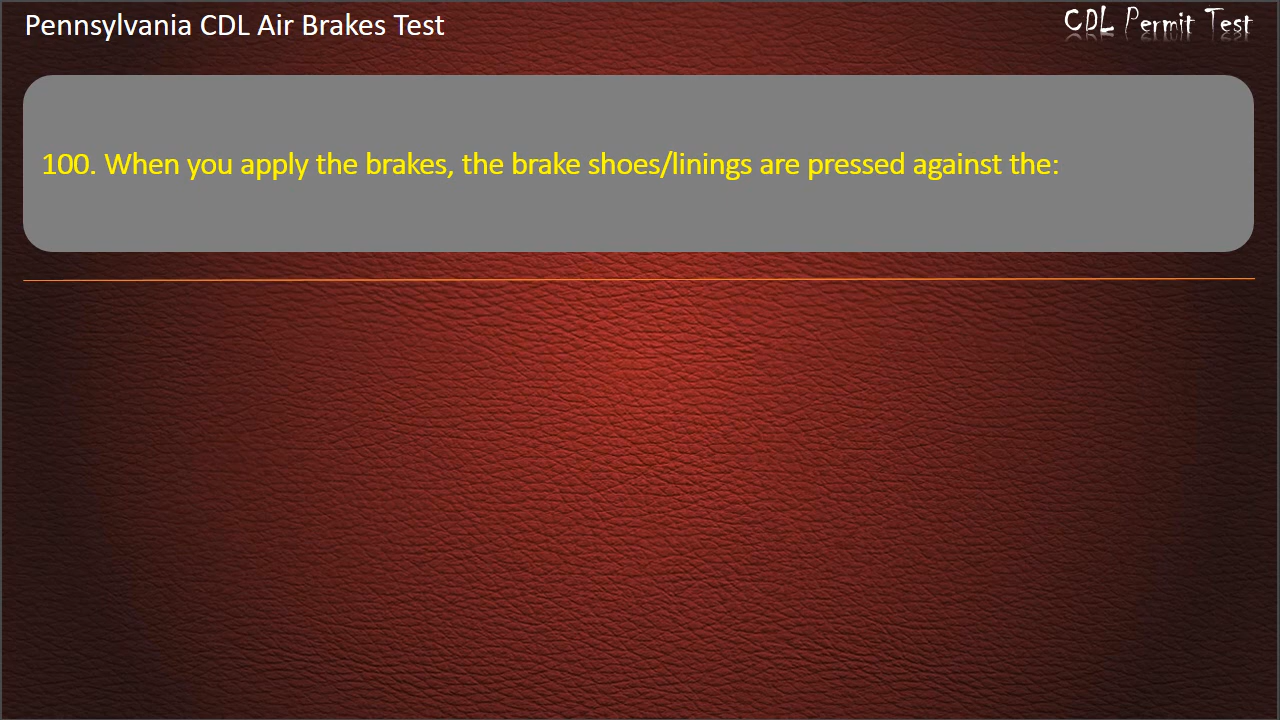 Pennsylvania CDL Air Brakes Test
CDL Permit Test
100. When you apply the brakes, the brake shoes/linings are pressed against the: